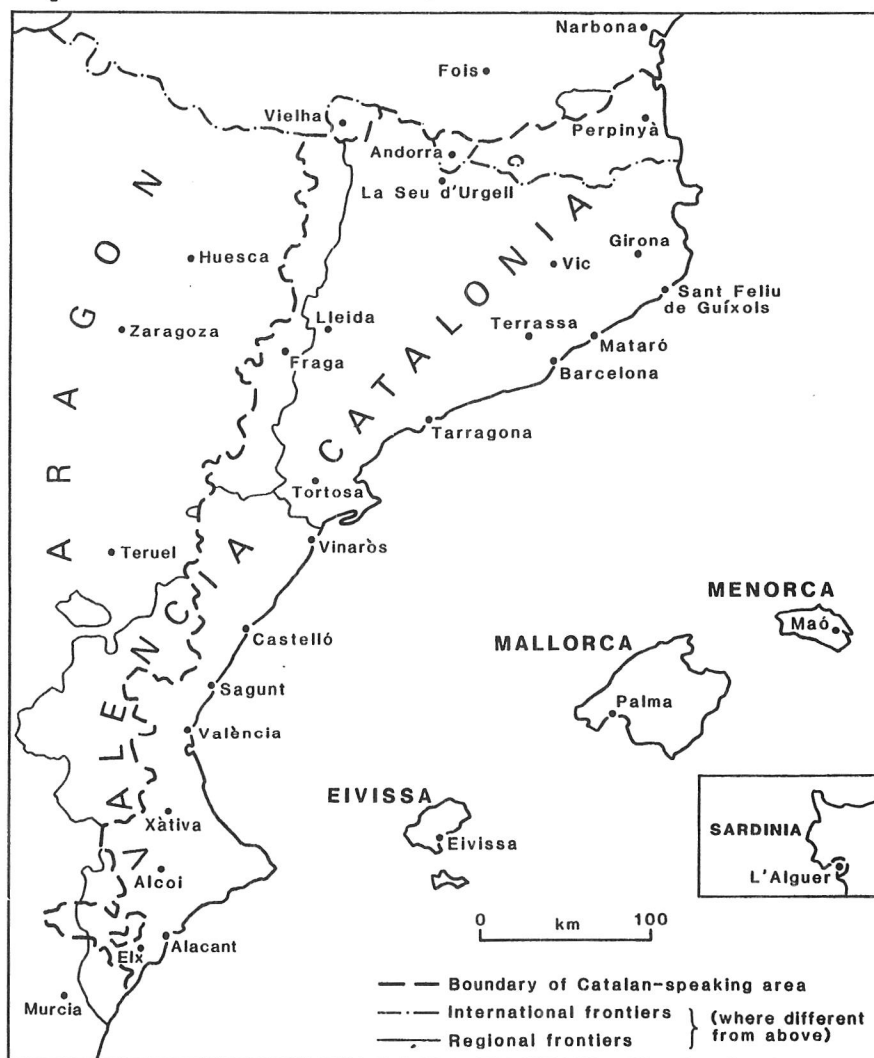 Narbona
Fois
Vielha
Perpinyà
Andorra
La Seu d'Urgell
ARAGON
CATALONIA
Huesca
Vic
Girona
Sant Feliu
de Guíxols
Zaragoza
Lleida
Terrassa
Mataró
Fraga
Barcelona
Tarragona
Tortosa
Teruel
Vinaròs
VALENCIA
MENORCA
Maó
MALLORCA
Castelló
Sagunt
Palma
València
EIVISSA
Xàtiva
Eivissa
SARDINIA
L'Alguer
Alcoi
0 km 100
Elx
Alacant
Murcia
Boundary of Catalan-speaking area
International frontiers
Regional frontiers
(where different
from above)